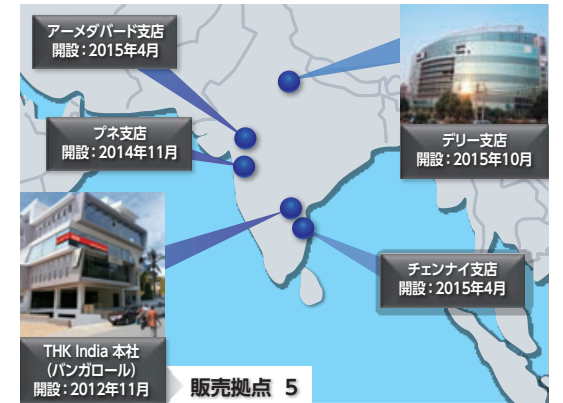 アーメダバード支店
開設：2015年4月
プネ支店
開設：2014年11月
デリー支店
開設：2015年10月
チェンナイ支店
開設：2015年4月
THK India 本社
（バンガロール）
開設：2012年11月
販売拠点 5